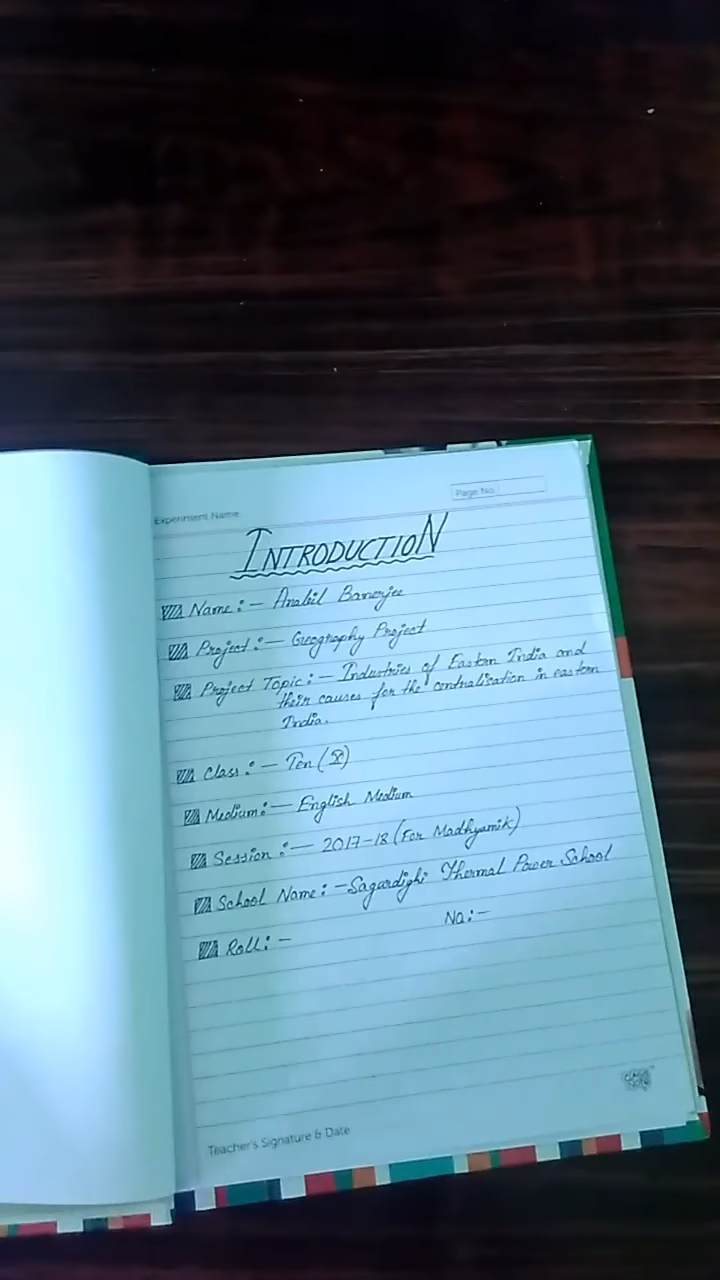 Page No.:
Experiment Name
INTRODUCTION
Name :- Anabil Banerjee
Project :- Geography Project
Project Topic :- Industries of Eastern India and
their causes for the contralisation in eastern
India.
Class :- Ten (X)
Medium :- English Medium
Session :- 2017-18 (For Madhyamik)
School Name :- Sagardighi Thermal Power School
Roll :- No :-
Teacher's Signature & Date